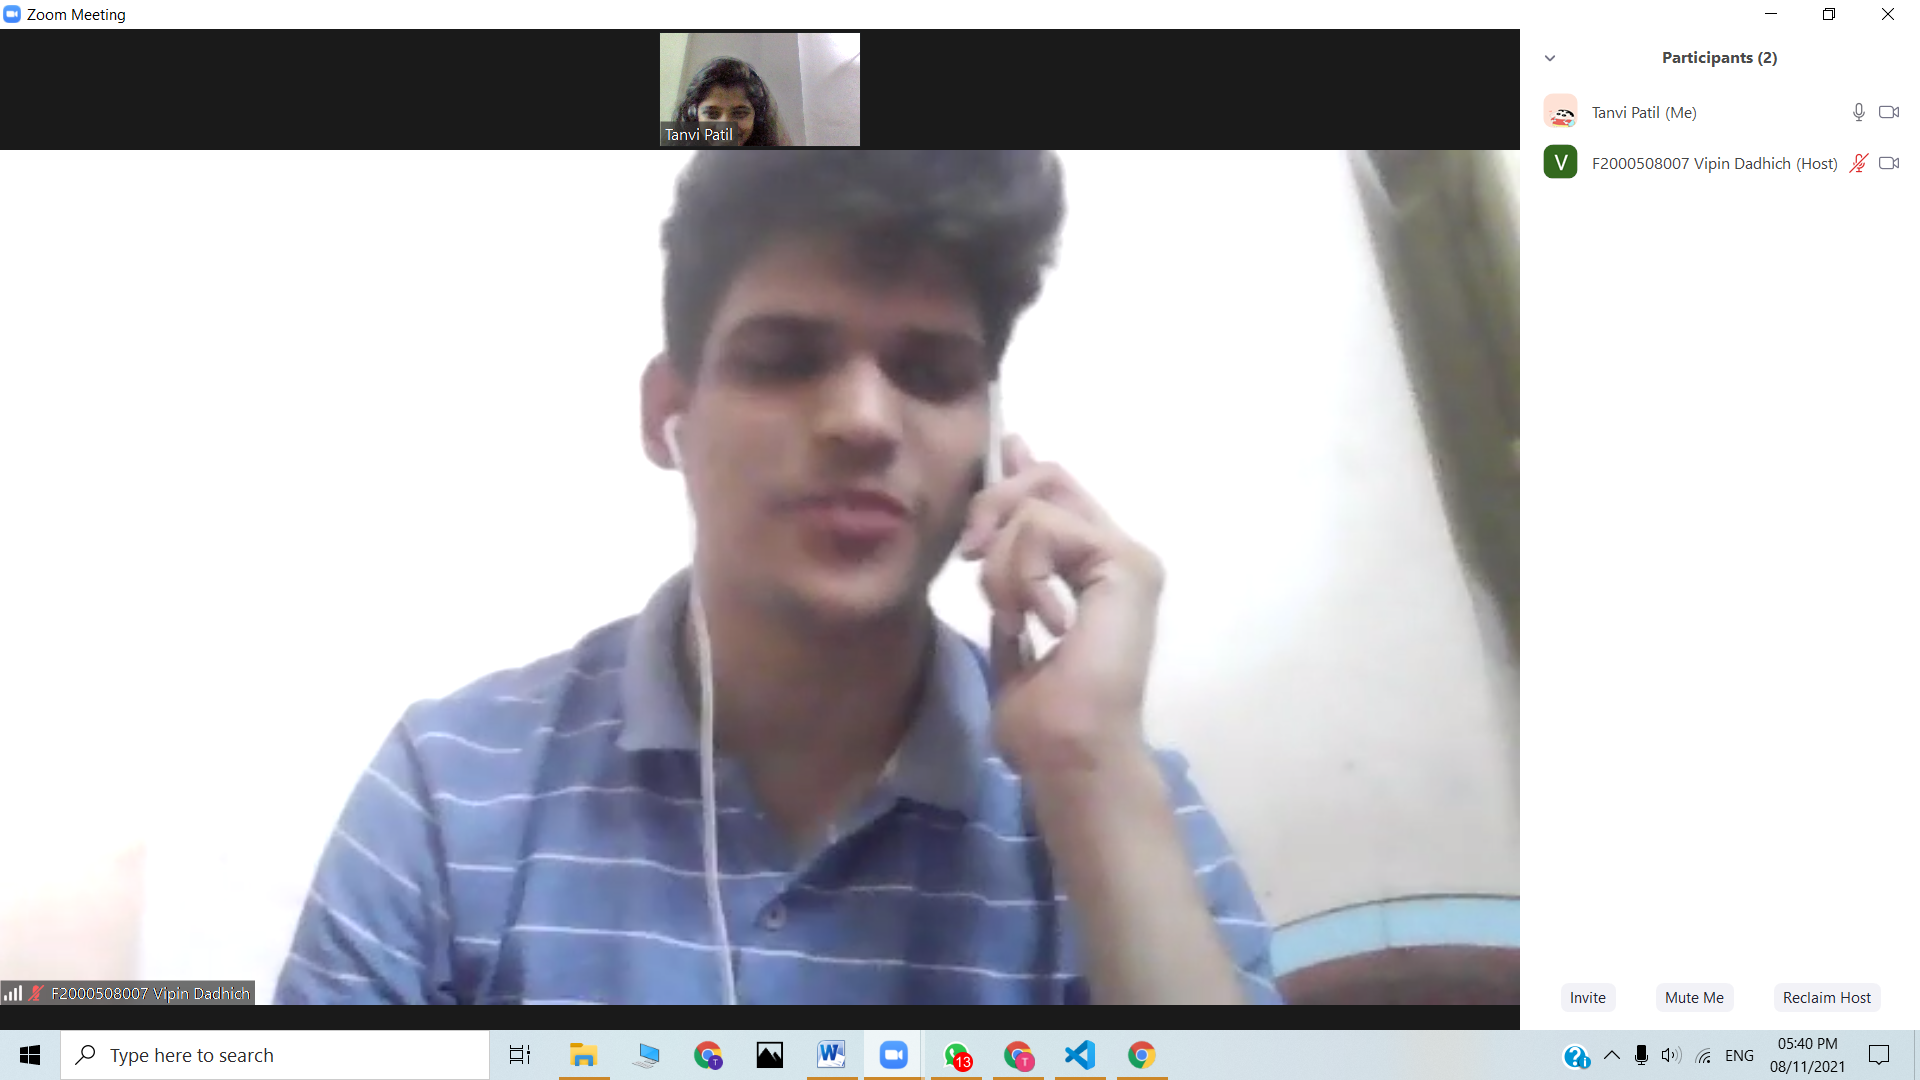 Zoom Meeting
Tanvi Patil
Participants (2)
Tanvi Patil (Me)
V
F2000508007 Vipin Dadhich (Host)
F2000508007 Vipin Dadhich
Invite
Mute Me
Reclaim Host
Type here to search
T
W
13
T
ENG
05:40 PM
08/11/2021